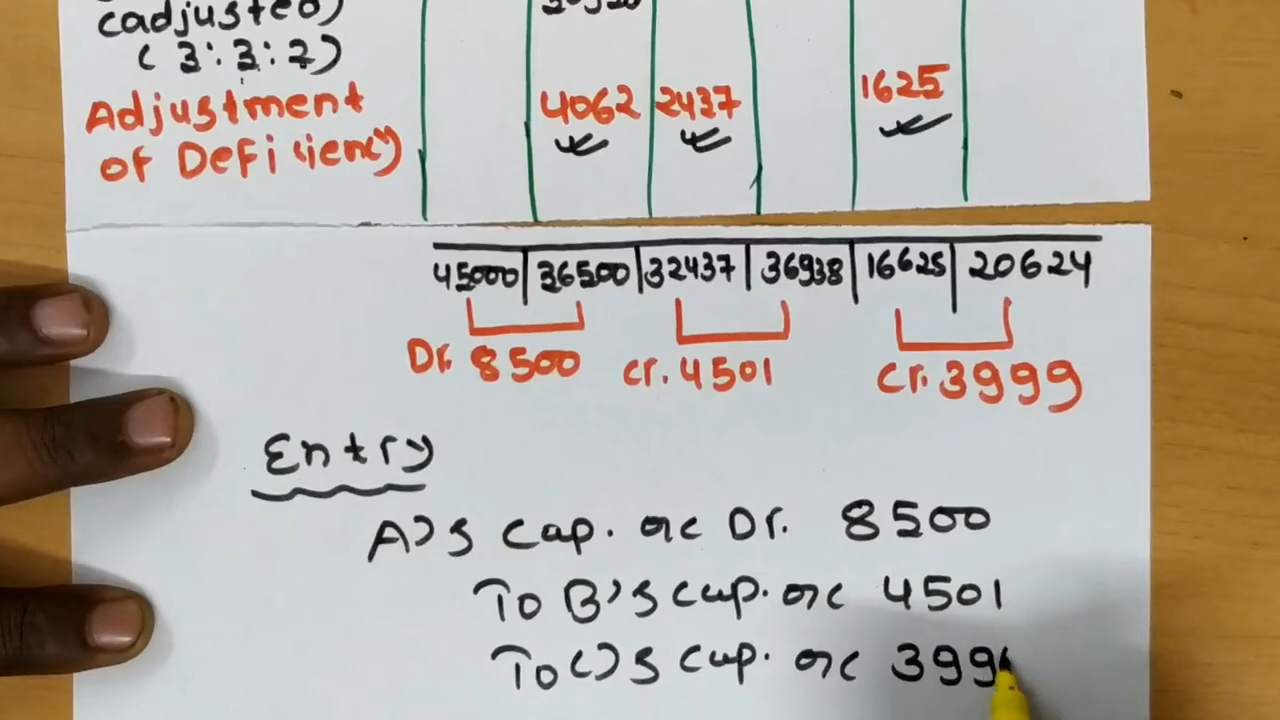 (adjusted)
(3:3:2)
Adjustment of Deficiency)
4062 2437 1625
45000 36500 32437 36938 16625 20624
Dr. 8500 Cr. 4501 Cr. 3999
Entry
A's Cap. a/c Dr. 8500
To B's Cap. a/c 4501
To C's Cap. a/c 399